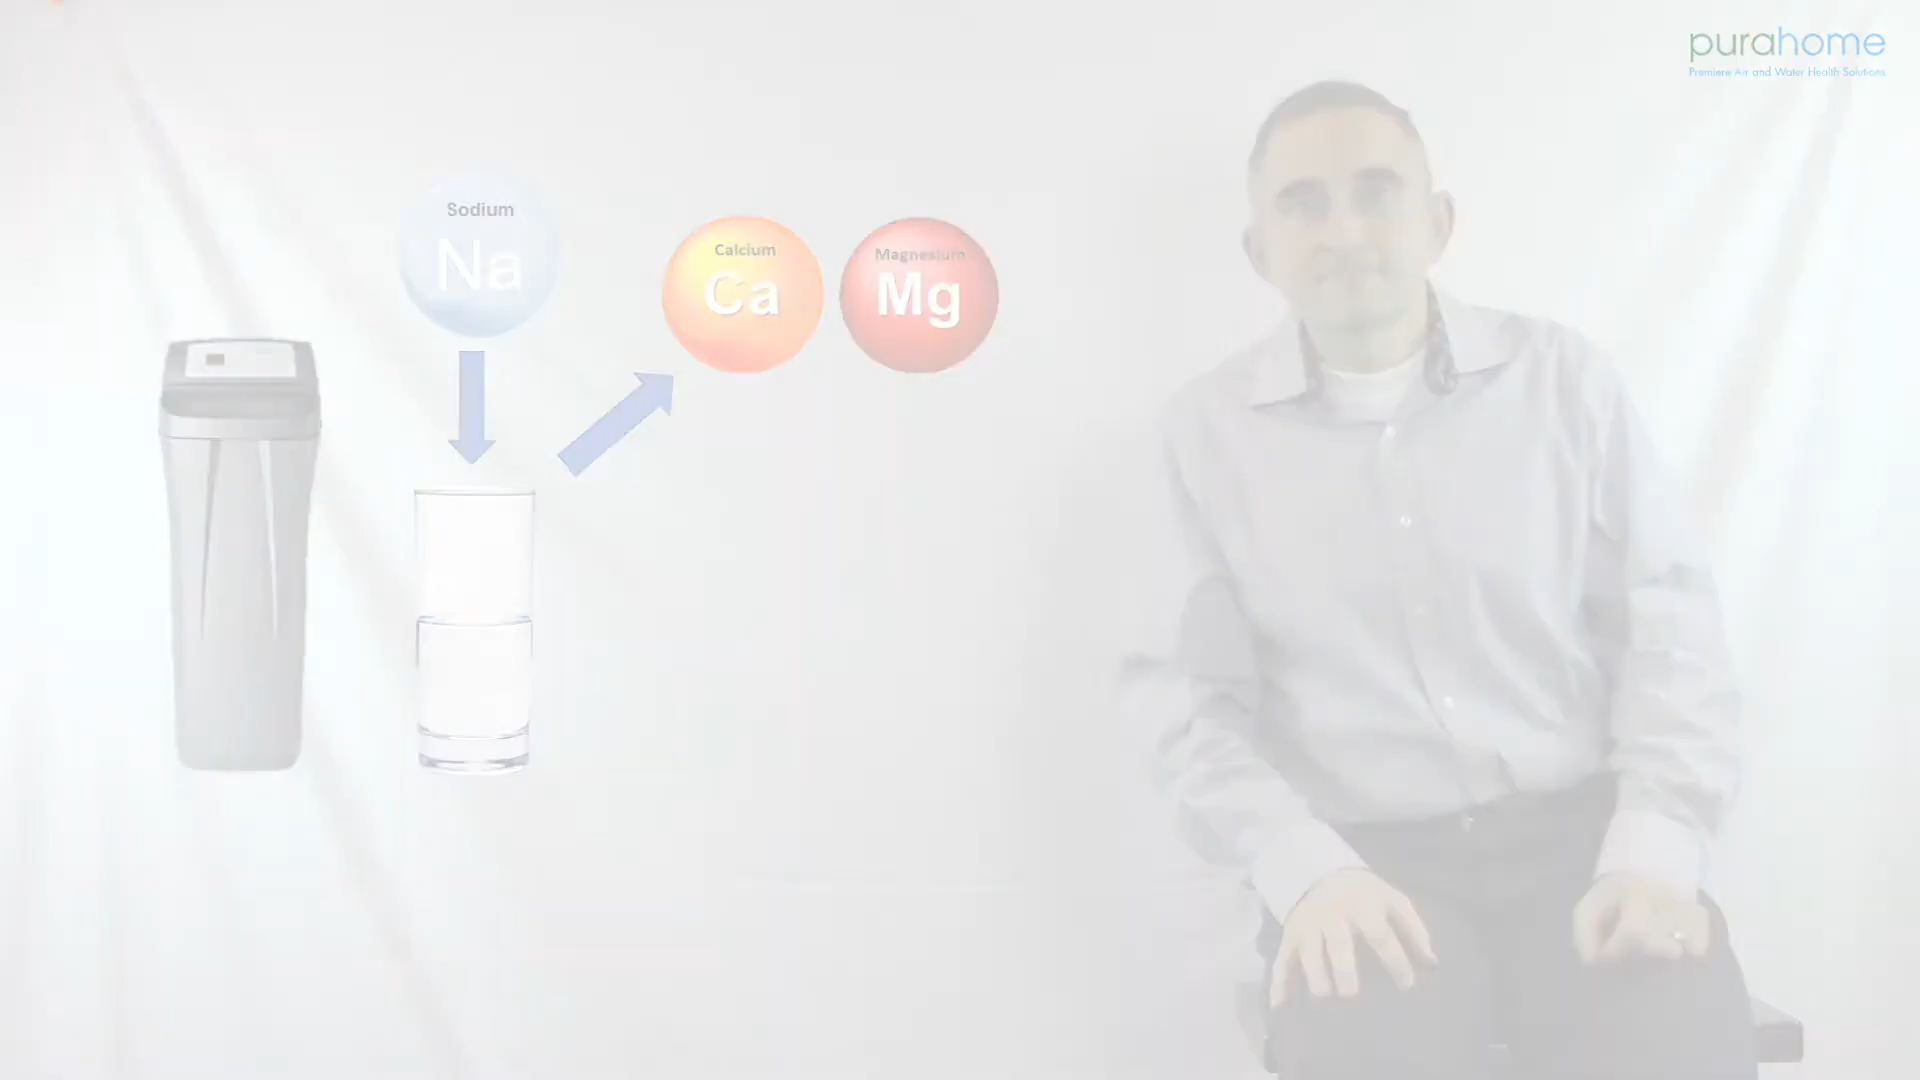 purahome
Premiere Air and Water Health Solutions
Sodium
Na
Calcium
Ca
Magnesium
Mg